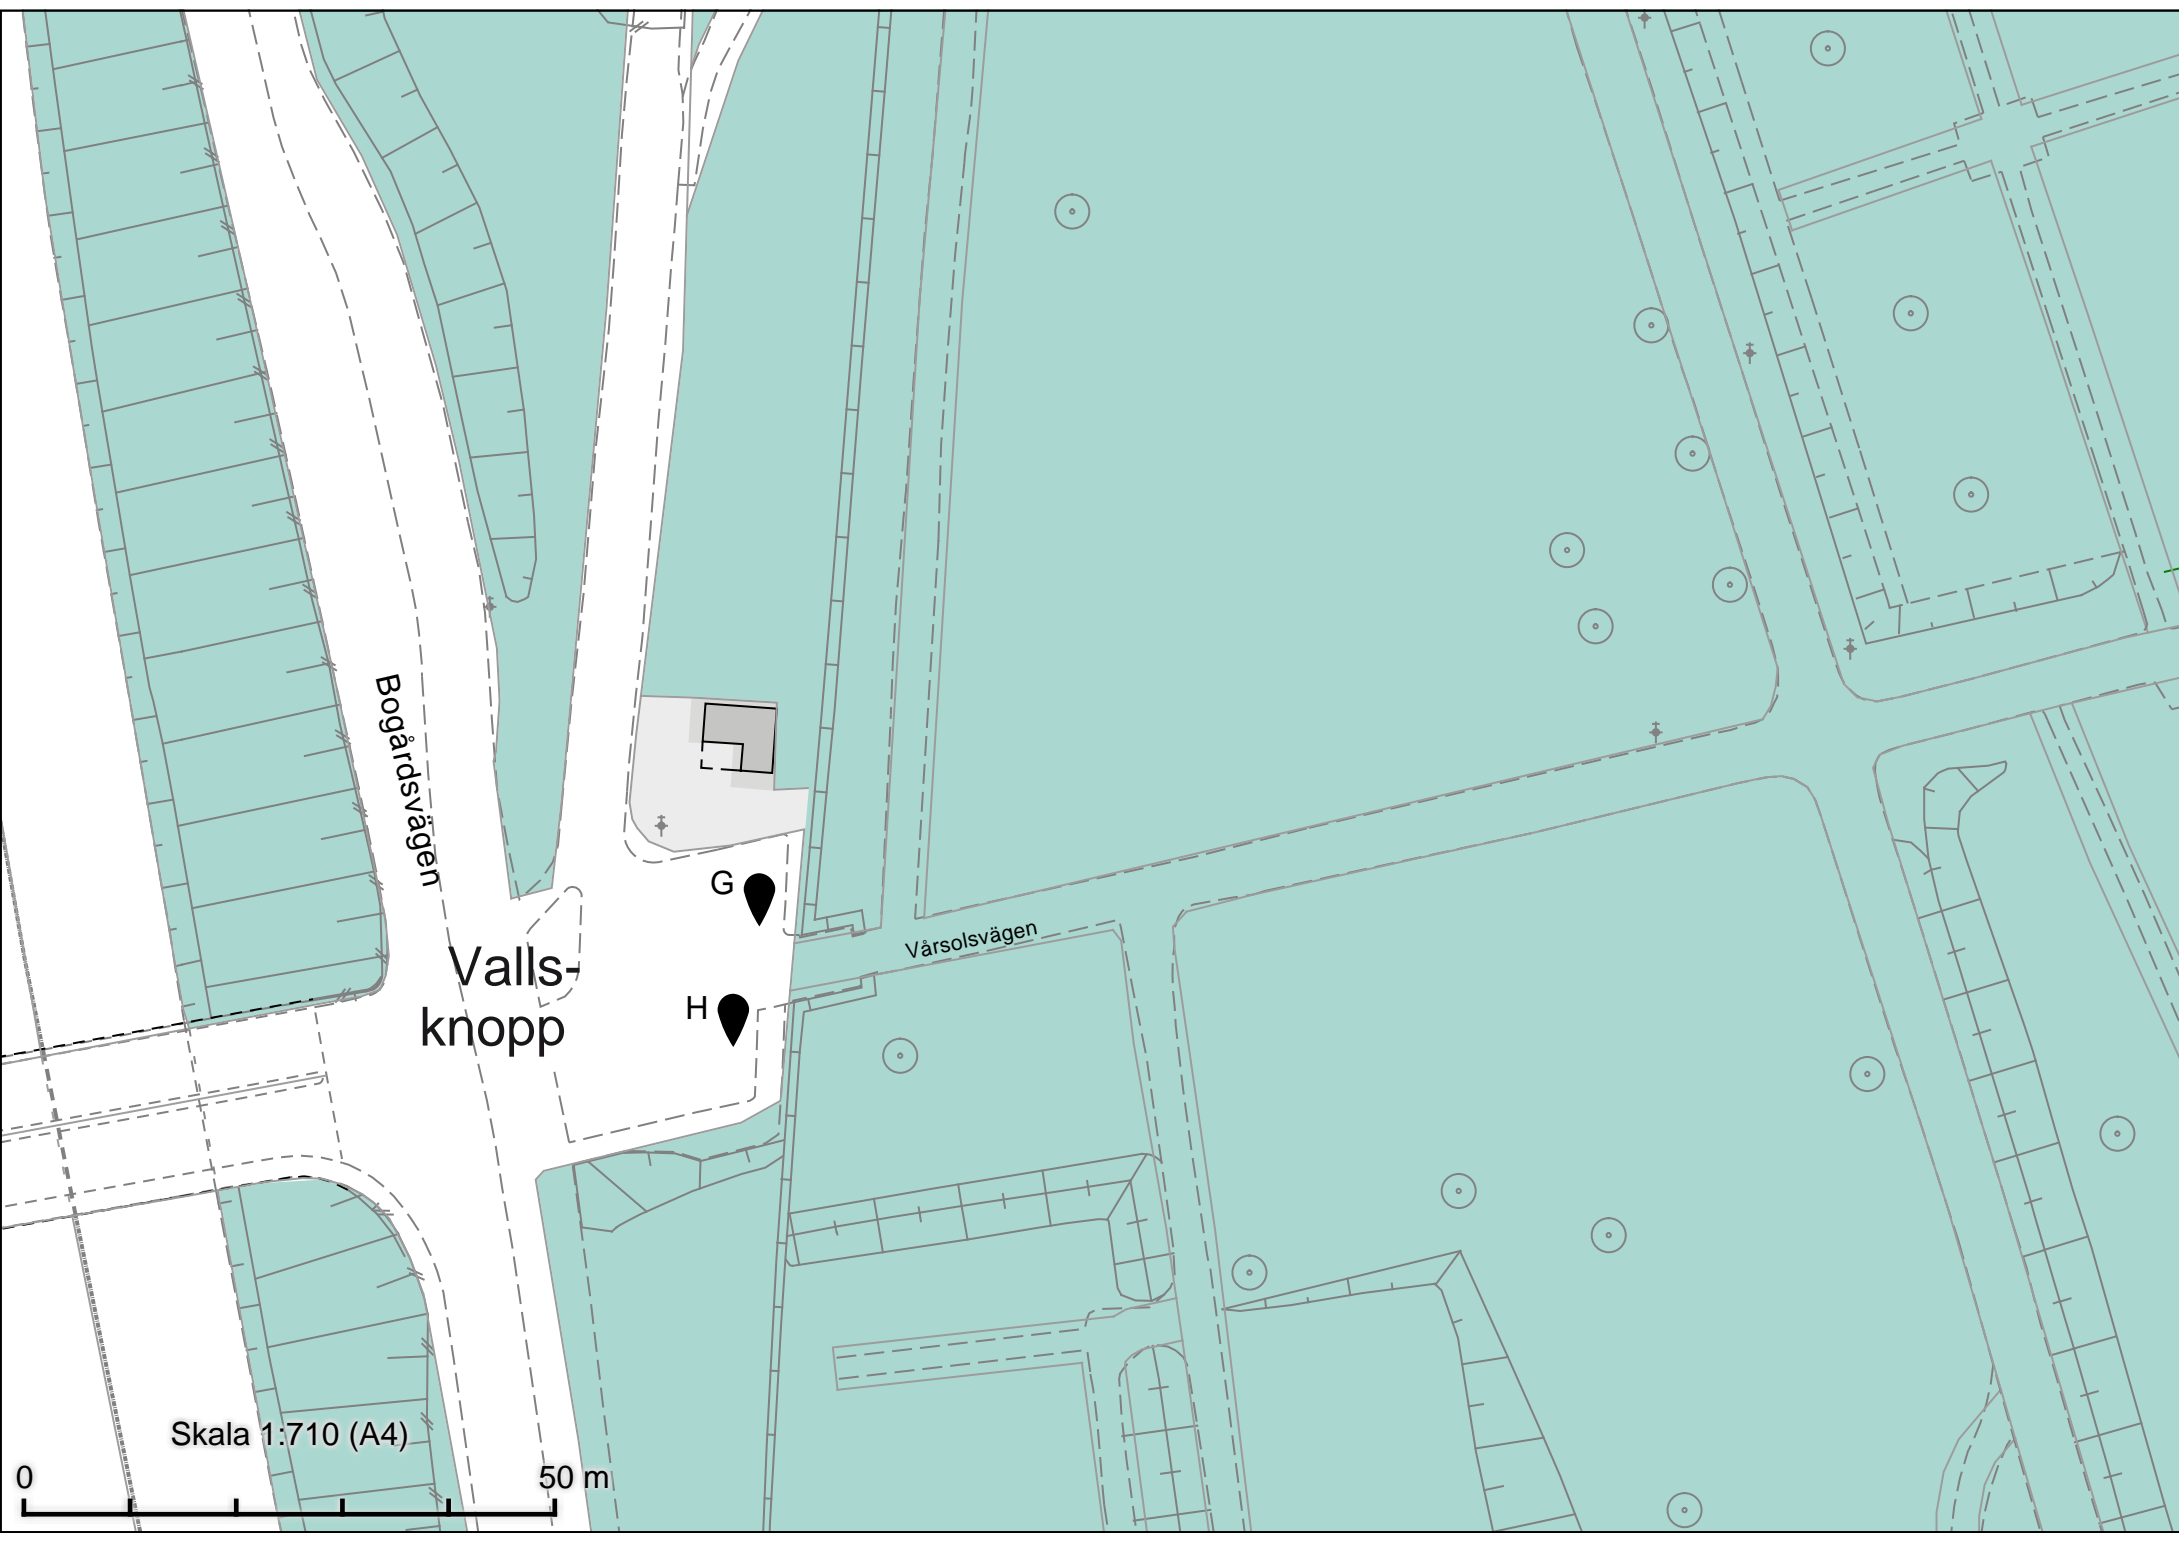 Bogårdsvägen
G
Vårsolsvägen
Valls-
knopp
H
Skala 1:710 (A4)
0 50 m